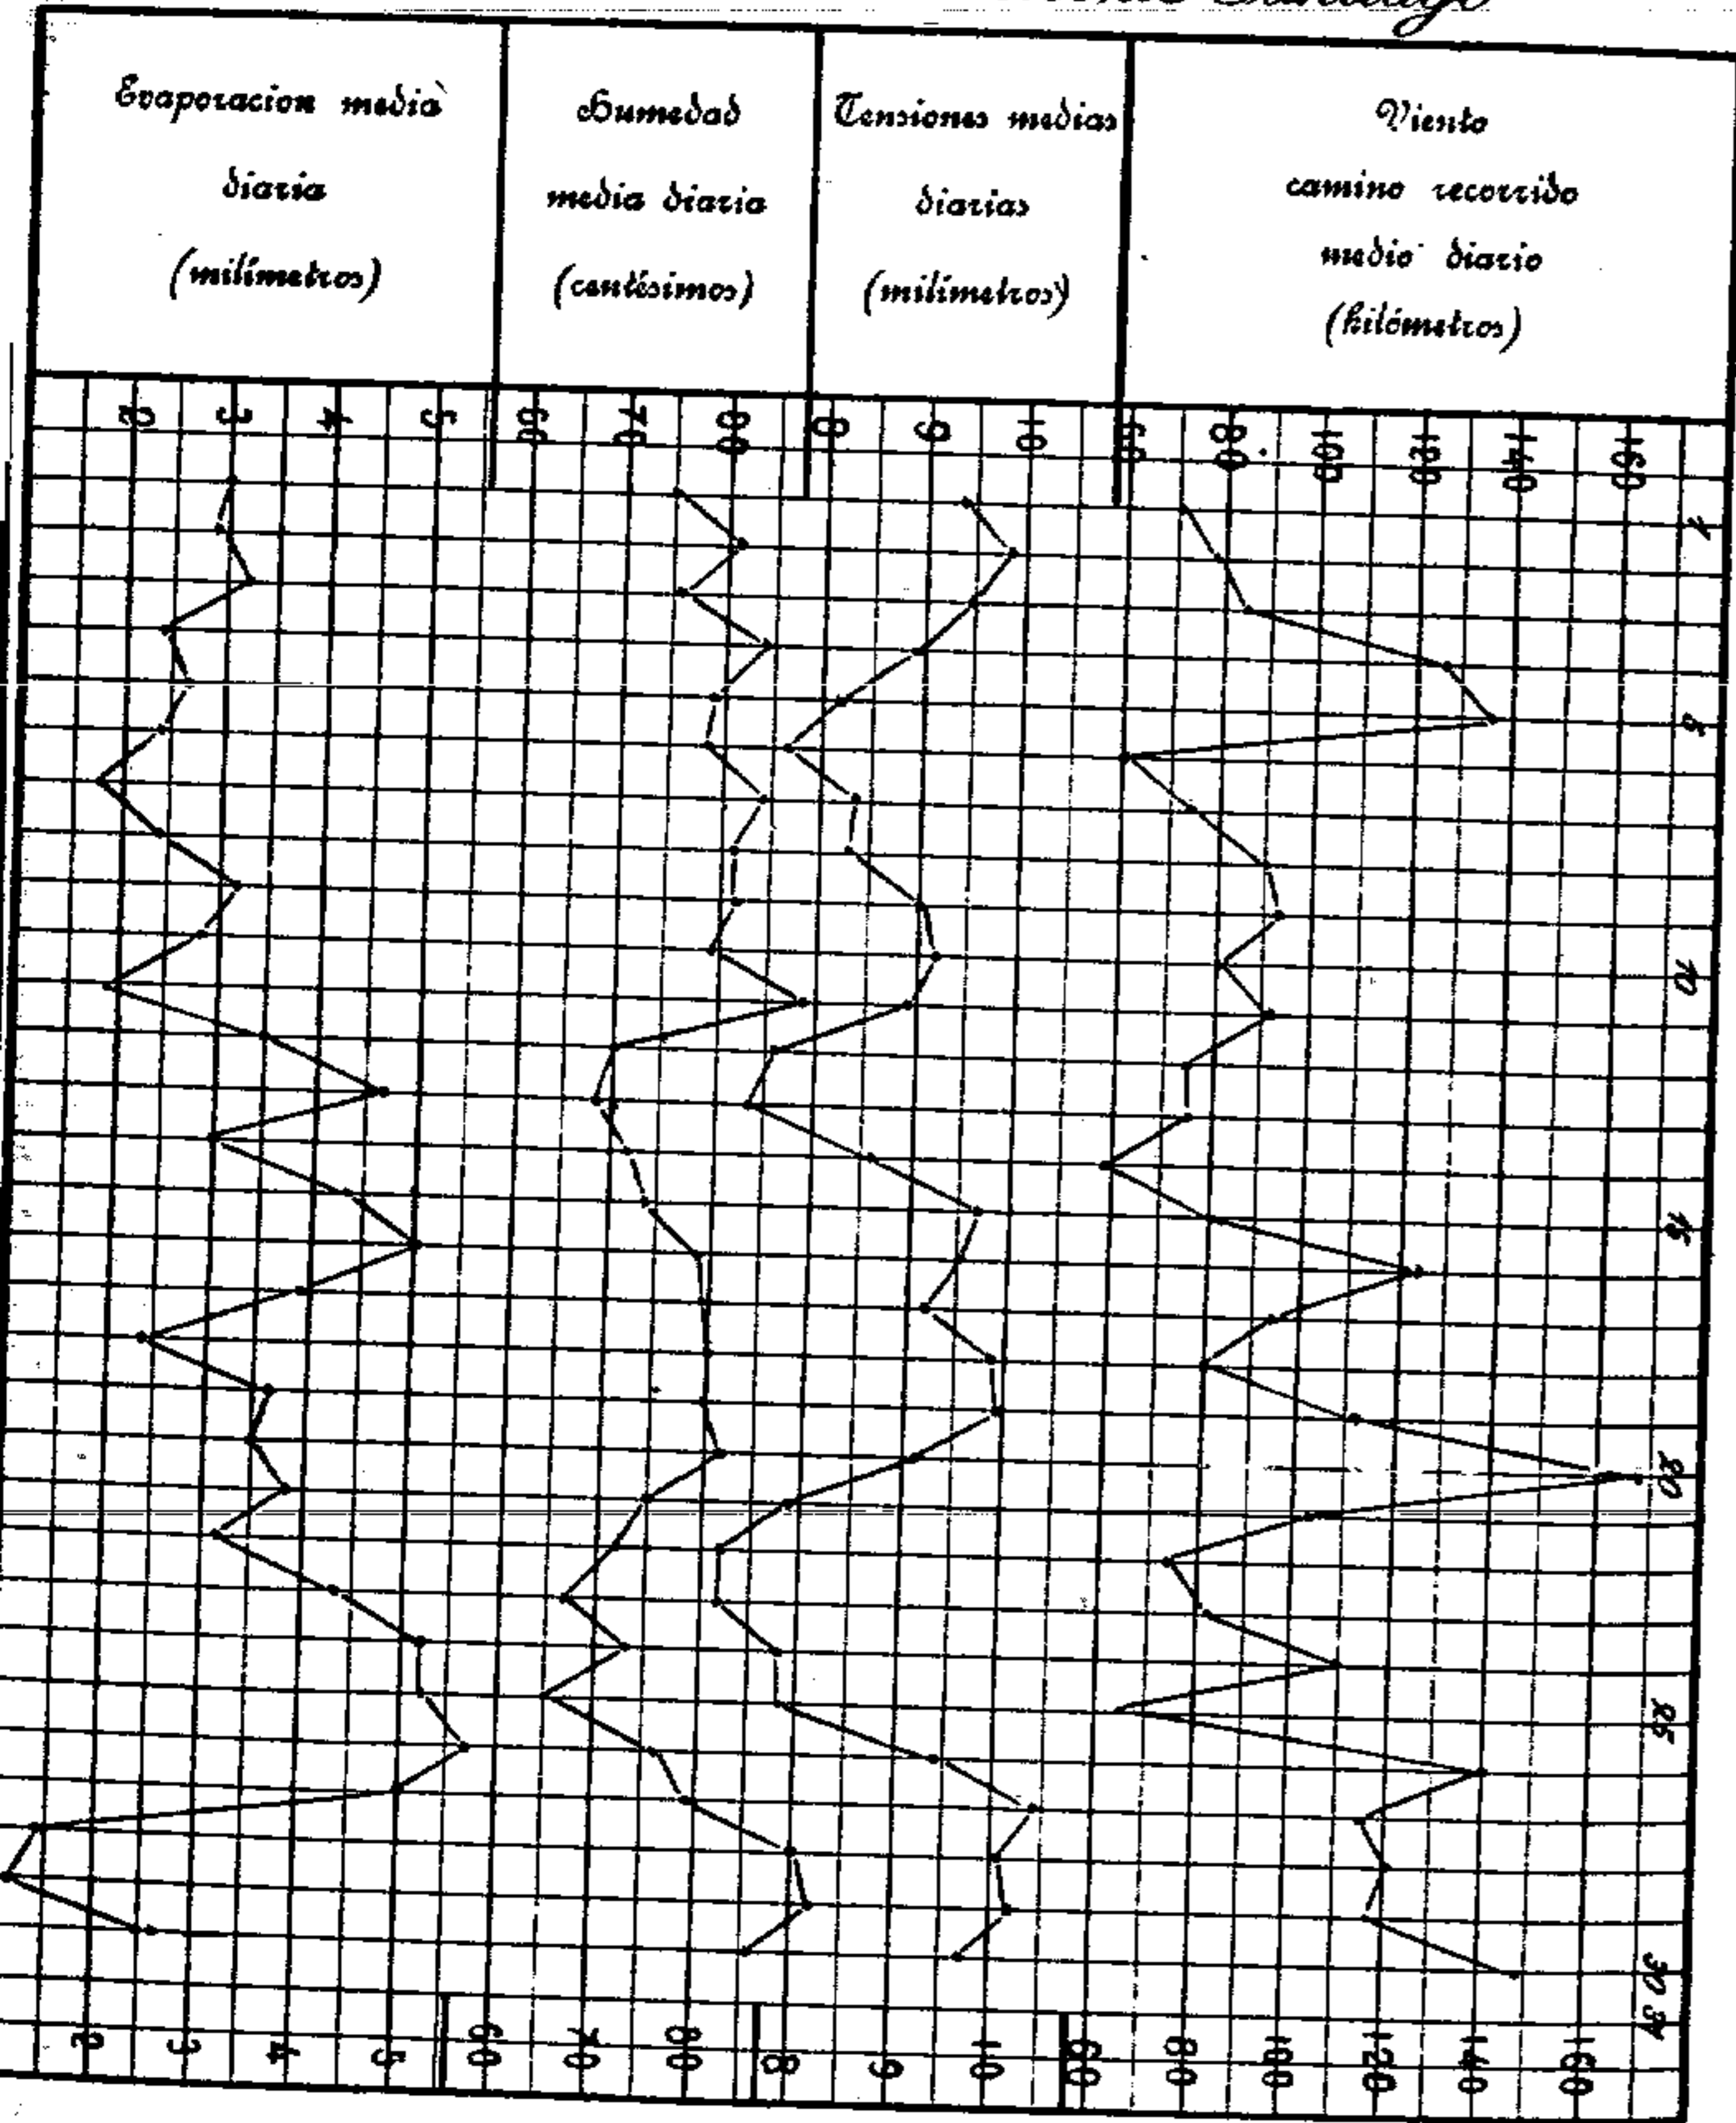 Santiago
Evaporacion media
diaria
(milímetros)
Humedad
media diaria
(centésimos)
Tensiones medias
diarias
(milímetros)
Viento
camino recorrido
medio diario
(kilómetros)
2 3 4 5 60 70 80 8 9 10 60 80 100 120 140 160
1
5
10
15
20
25
30
31
2 3 4 5 60 70 80 8 9 10 60 80 100 120 140 160